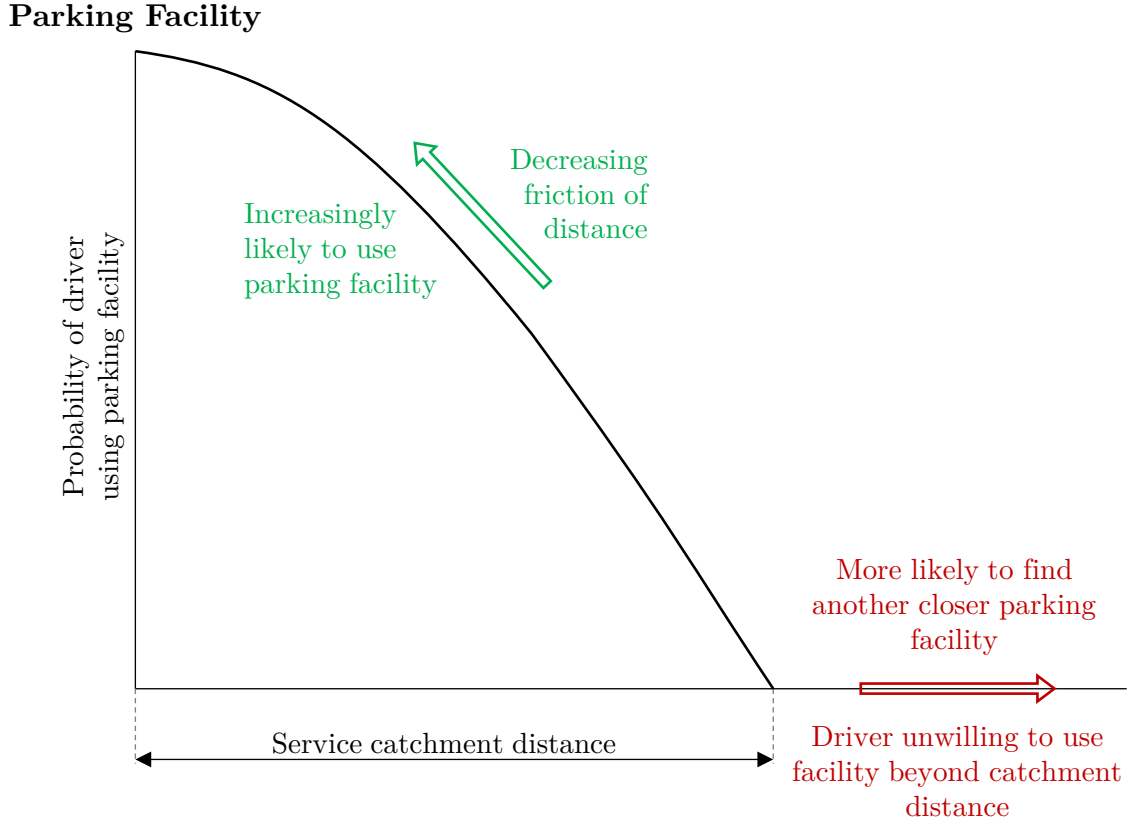 Parking Facility
Probability of driver
using parking facility
Increasingly
likely to use
parking facility
Decreasing
friction of
distance
More likely to find
another closer parking
facility
Service catchment distance
Driver unwilling to use
facility beyond catchment
distance